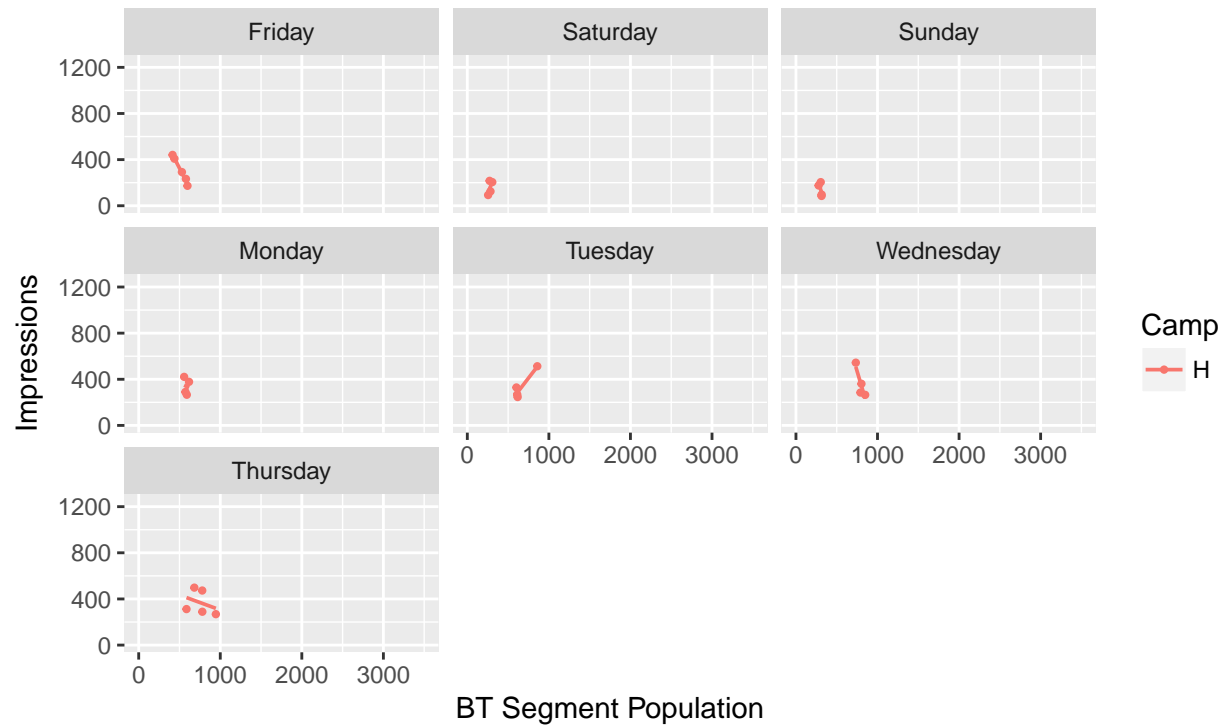 Friday Saturday Sunday
1200
800
400
0
Monday Tuesday Wednesday
1200
800
400
0
0 1000 2000 3000 0 1000 2000 3000
Thursday
1200
800
400
0
0 1000 2000 3000
BT Segment Population
Impressions
Camp
H